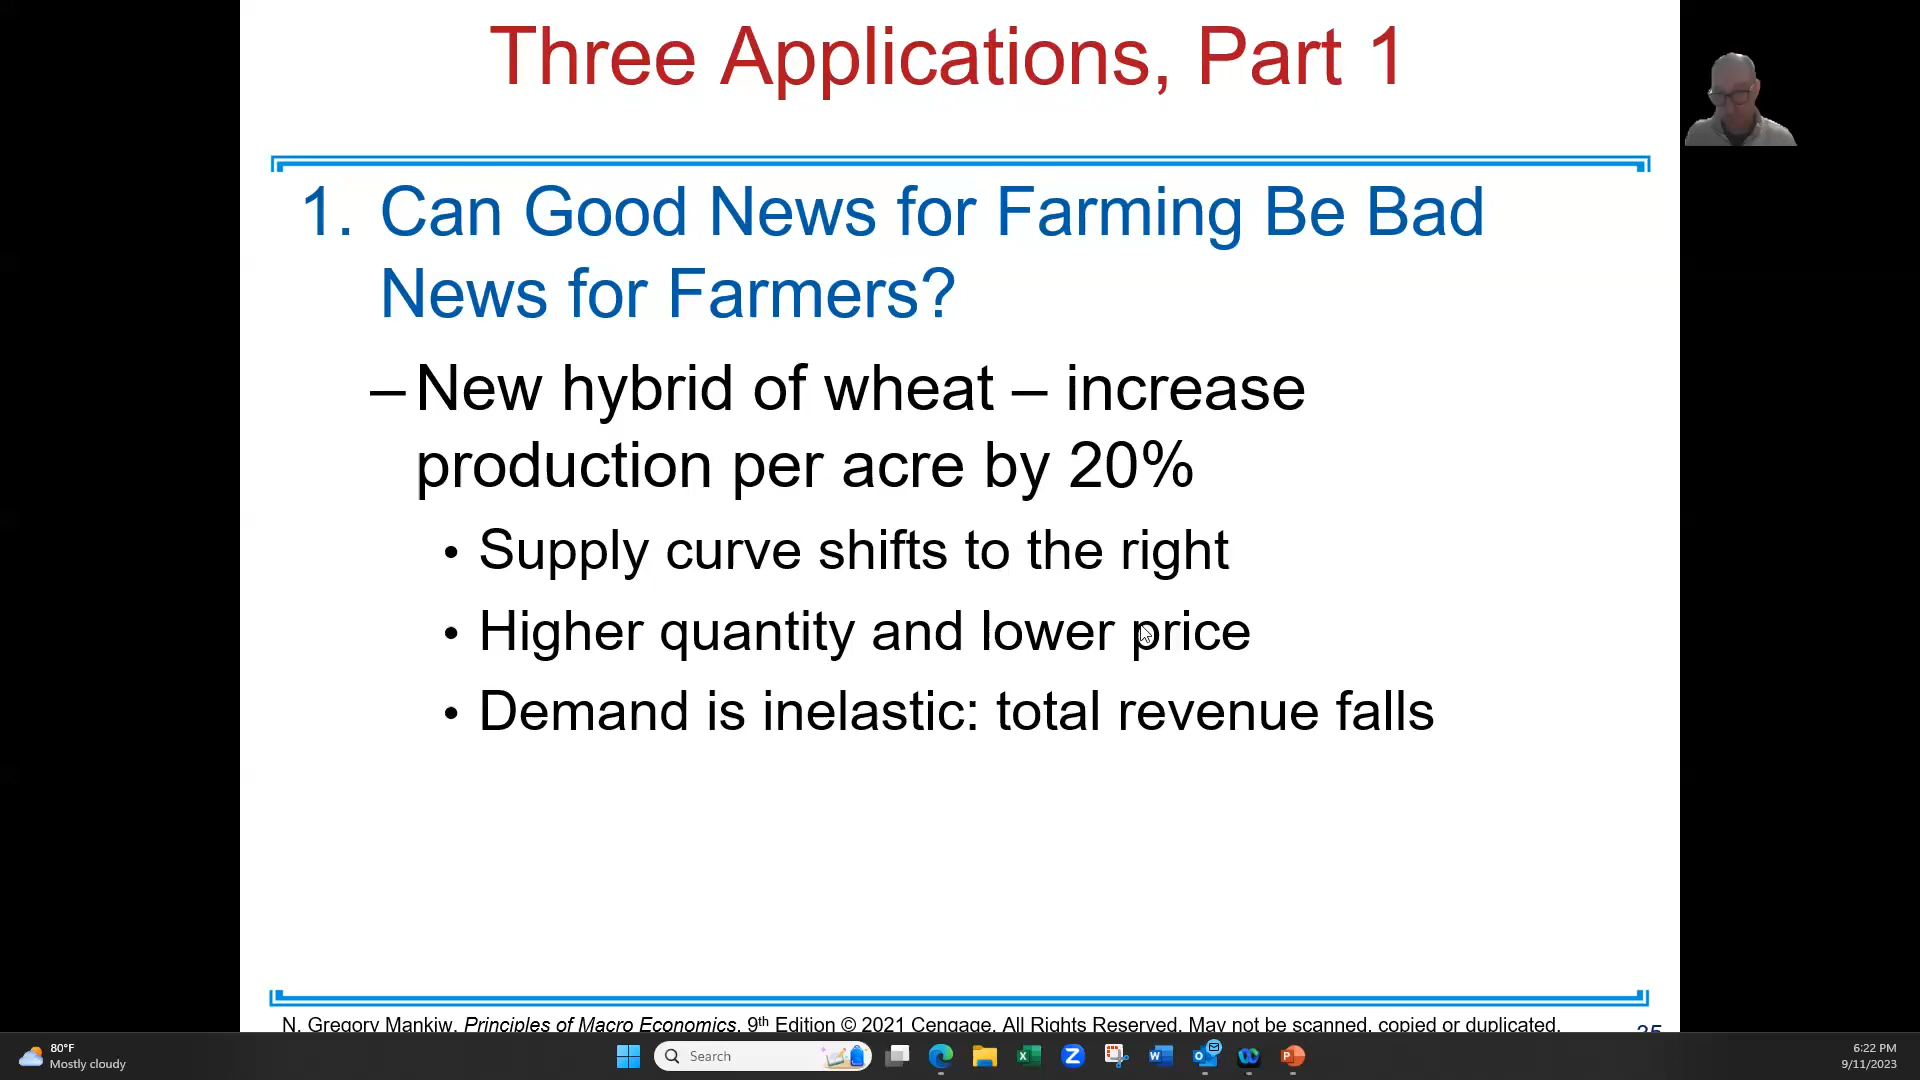 Three Applications, Part 1
1. Can Good News for Farming Be Bad
News for Farmers?
– New hybrid of wheat – increase
production per acre by 20%
• Supply curve shifts to the right
• Higher quantity and lower price
• Demand is inelastic: total revenue falls
N. Gregory Mankiw, Principles of Macro Economics, 9th Edition © 2021 Cengage. All Rights Reserved. May not be scanned, copied or duplicated,
80°F
Mostly cloudy
Search
6:22 PM
9/11/2023